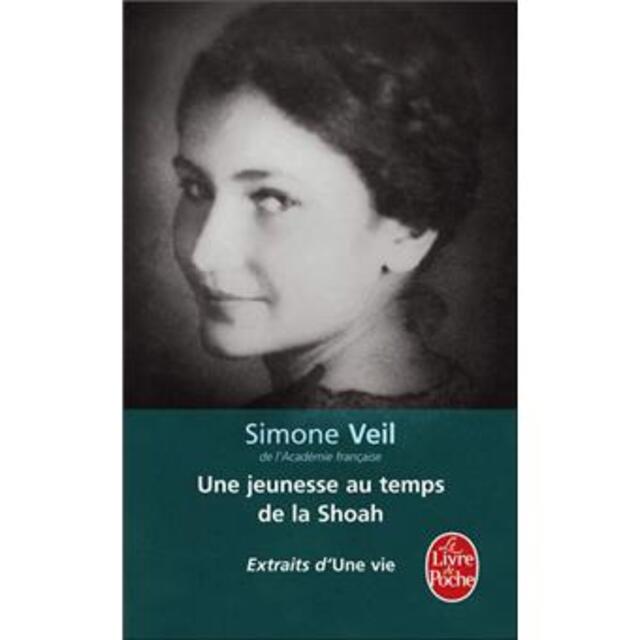 Simone Veil
de l'Académie française
Une jeunesse au temps
de la Shoah
Extraits d'Une vie
Le
Livre
de
Poche